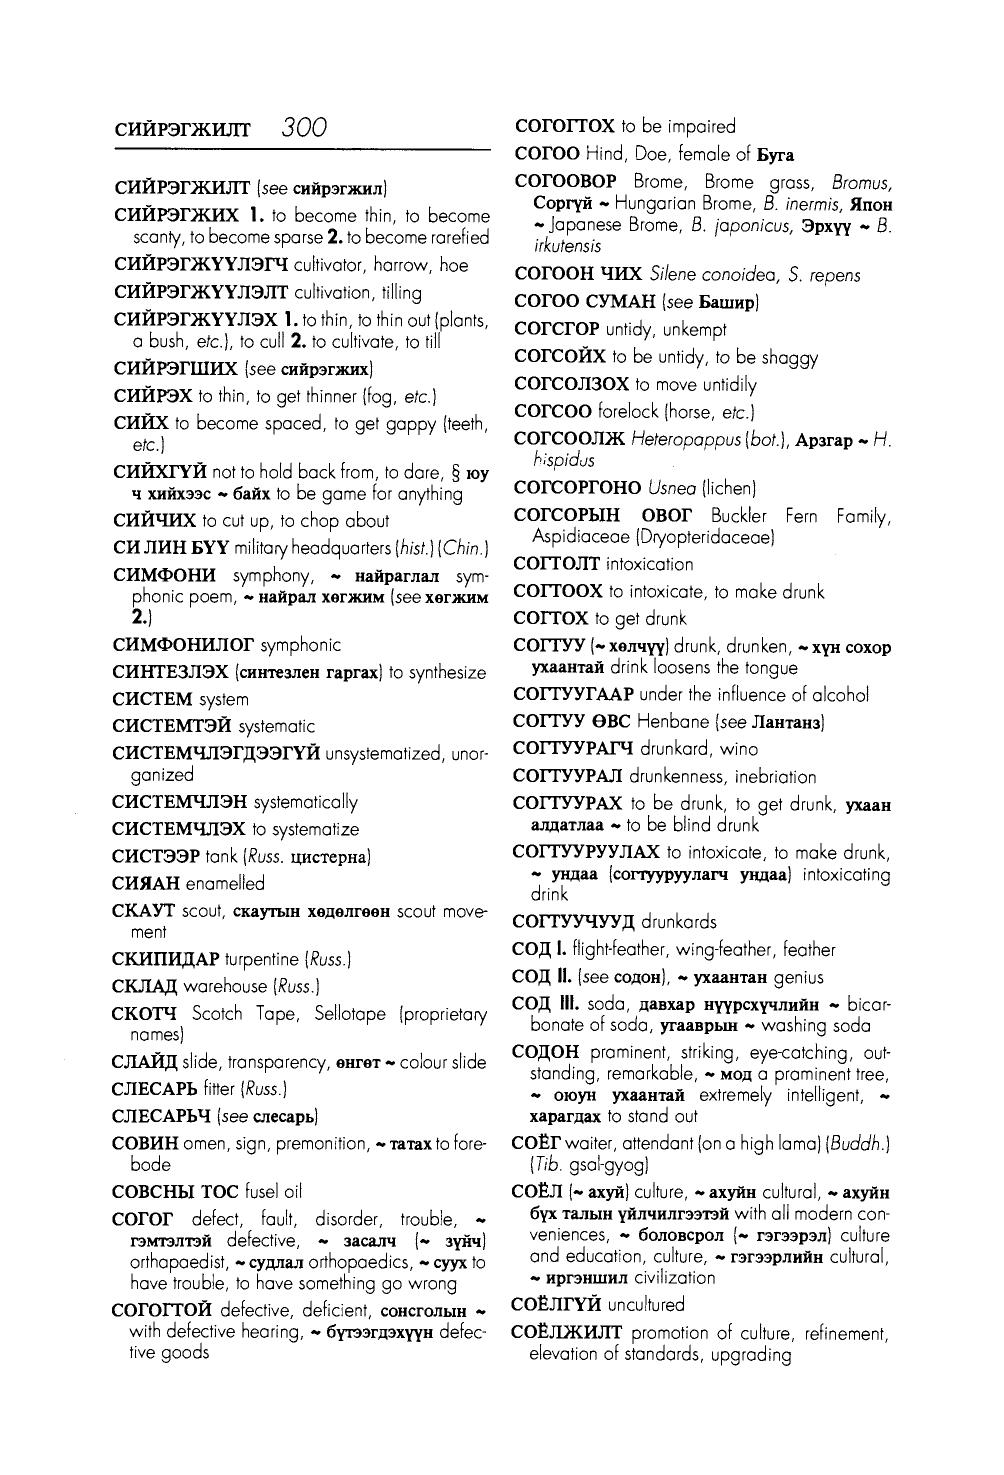 СИЙРЭГЖИЛТ 300
СИЙРЭГЖИЛТ (see сийрэгжил)
СИЙРЭГЖИХ 1. to become thin, to become
scanty, to become sparse 2. to become rarefied
СИЙРЭГЖҮҮЛЭГЧ cultivator, harrow, hoe
СИЙРЭГЖҮҮЛЭЛТ cultivation, tilling
СИЙРЭГЖҮҮЛЭХ 1. to thin, to thin out (plants,
a bush, etc.), to cull 2. to cultivate, to till
СИЙРЭГШИХ (see сийрэгжих)
СИЙРЭХ to thin, to get thinner (fog, etc.)
СИЙХ to become spaced, to get gappy (teeth,
etc.)
СИЙХГҮЙ not to hold back from, to dare, § юу
ч хийхээс ~ байх to be game for anything
СИЙЧИХ to cut up, to chop about
СИ ЛИН БҮҮ military headquarters (hist.) (Chin.)
СИМФОНИ symphony, ~ найраглал sym-
phonic poem, ~ найрал хөгжим (see хөгжим
2.)
СИМФОНИЛОГ symphonic
СИНТЕЗЛЭХ (синтезлен гаргах) to synthesize
СИСТЕМ system
СИСТЕМТЭЙ systematic
СИСТЕМЧЛЭГДЭЭГҮЙ unsystematized, unor-
ganized
СИСТЕМЧЛЭН systematically
СИСТЕМЧЛЭХ to systematize
СИСТЭЭР tank (Russ. цистерна)
СИЯАН enamelled
СКАУТ scout, скаутын хөдөлгөөн scout move-
ment
СКИПИДАР turpentine (Russ.)
СКЛАД warehouse (Russ.)
СКОТЧ Scotch Tape, Sellotape (proprietary
names)
СЛАЙД slide, transparency, өнгөт ~ colour slide
СЛЕСАРЬ fitter (Russ.)
СЛЕСАРЬЧ (see слесарь)
СОВИН omen, sign, premonition, ~ татах to fore-
bode
СОВСНЫ ТОС fusel oil
СОГОГ defect, fault, disorder, trouble, ~
гэмтэлтэй defective, ~ засалч (~ зүйч)
orthapaedist, ~ судлал orthopaedics, ~ суух to
have trouble, to have something go wrong
СОГОГТОЙ defective, deficient, сонсголын ~
with defective hearing, ~ бүтээгдэхүүн defec-
tive goods
СОГОГТОХ to be impaired
СОГОО Hind, Doe, female of Буга
СОГООВОР Brome, Brome grass, Bromus,
Соргүй ~ Hungarian Brome, B. inermis, Япон
~ Japanese Brome, B. japonicus, Эрхүү ~ B.
irkutensis
СОГООН ЧИХ Silene conoidea, S. repens
СОГОО СУМАН (see Башир)
СОГСГОР untidy, unkempt
СОГСОЙХ to be untidy, to be shaggy
СОГСОЛЗОХ to move untidily
СОГСОО forelock (horse, etc.)
СОГСООЛЖ Heteropappus (bot.), Арзгар ~ H.
hispidus
СОГСОРГОНО Usnea (lichen)
СОГСОРЫН ОВОГ Buckler Fern Family,
Aspidiaceae (Dryopteridaceae)
СОГТОЛТ intoxication
СОГТООХ to intoxicate, to make drunk
СОГТОХ to get drunk
СОГТУУ (~ хөлчүү) drunk, drunken, ~ хүн сохор
ухаантай drink loosens the tongue
СОГТУУГААР under the influence of alcohol
СОГТУУ ӨВС Henbane (see Лантанз)
СОГТУУРАГЧ drunkard, wino
СОГТУУРАЛ drunkenness, inebriation
СОГТУУРАХ to be drunk, to get drunk, ухаан
алдатлаа ~ to be blind drunk
СОГТУУРУУЛАХ to intoxicate, to make drunk,
~ ундаа (согтууруулагч ундаа) intoxicating
drink
СОГТУУЧУУД drunkards
СОД I. flight-feather, wing-feather, feather
СОД II. (see содон), ~ ухаантан genius
СОД III. soda, давхар нүүрсхүчлийн ~ bicar-
bonate of soda, угааврын ~ washing soda
СОДОН prominent, striking, eye-catching, out-
standing, remarkable, ~ мод a prominent tree,
~ оюун ухаантай extremely intelligent, ~
харагдах to stand out
СОЁГ waiter, attendant (on a high lama) (Buddh.)
(Tib. gsal-gyog)
СОЁЛ (~ ахуй) culture, ~ ахуйн cultural, ~ ахуйн
бүх талын үйлчилгээтэй with all modern con-
veniences, ~ боловсрол (~ гэгээрэл) culture
and education, culture, ~ гэгээрлийн cultural,
~ иргэншил civilization
СОЁЛГҮЙ uncultured
СОЁЛЖИЛТ promotion of culture, refinement,
elevation of standards, upgrading